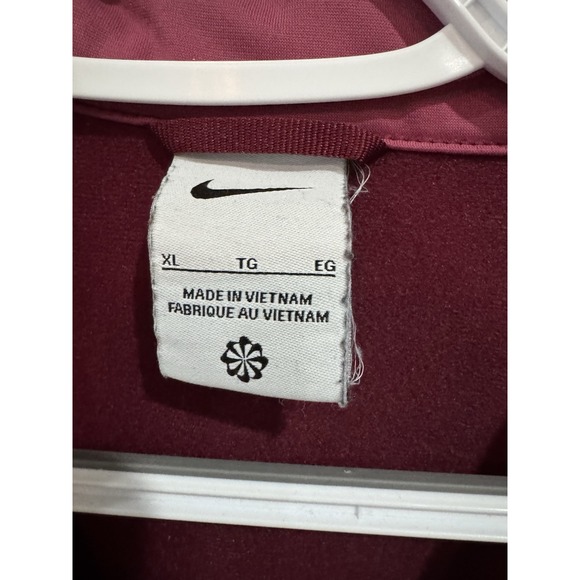 XL TG EG
MADE IN VIETNAM
FABRIQUE AU VIETNAM